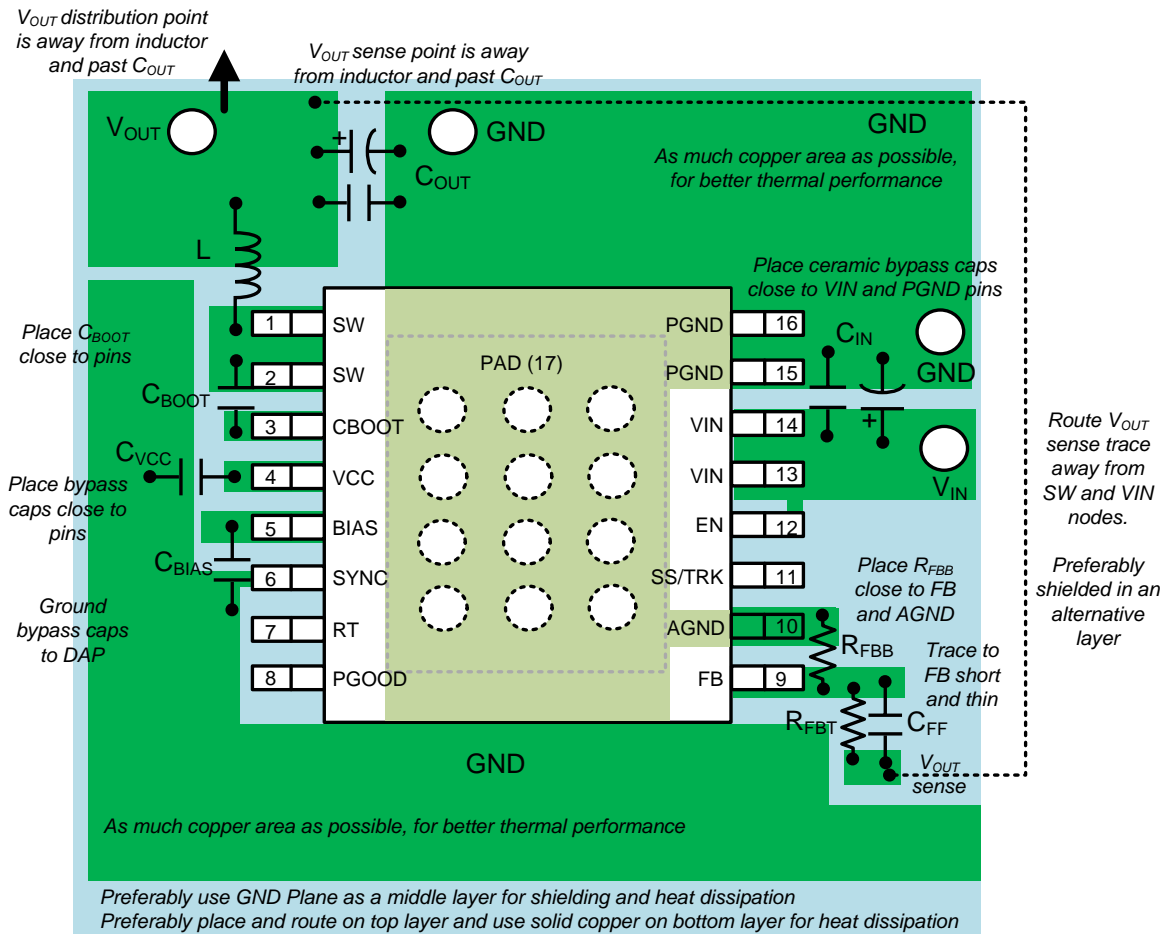 VOUT distribution point
is away from inductor
and past COUT
VOUT sense point is away
from inductor and past COUT
VOUT
+
COUT
GND
GND
As much copper area as possible,
for better thermal performance
L
Place ceramic bypass caps
close to VIN and PGND pins
Place CBOOT
close to pins
CBOOT
CVCC
Place bypass
caps close to
pins
CBIAS
Ground
bypass caps
to DAP
1 SW
2 SW
3 CBOOT
4 VCC
5 BIAS
6 SYNC
7 RT
8 PGOOD
PAD (17)
PGND 16
PGND 15
VIN 14
VIN 13
EN 12
SS/TRK 11
AGND 10
FB 9
CIN
+
GND
VIN
Route VOUT
sense trace
away from
SW and VIN
nodes.
Preferably
shielded in an
alternative
layer
Place RFBB
close to FB
and AGND
RFBB
Trace to
FB short
and thin
RFBT
CFF
VOUT
sense
GND
As much copper area as possible, for better thermal performance
Preferably use GND Plane as a middle layer for shielding and heat dissipation
Preferably place and route on top layer and use solid copper on bottom layer for heat dissipation